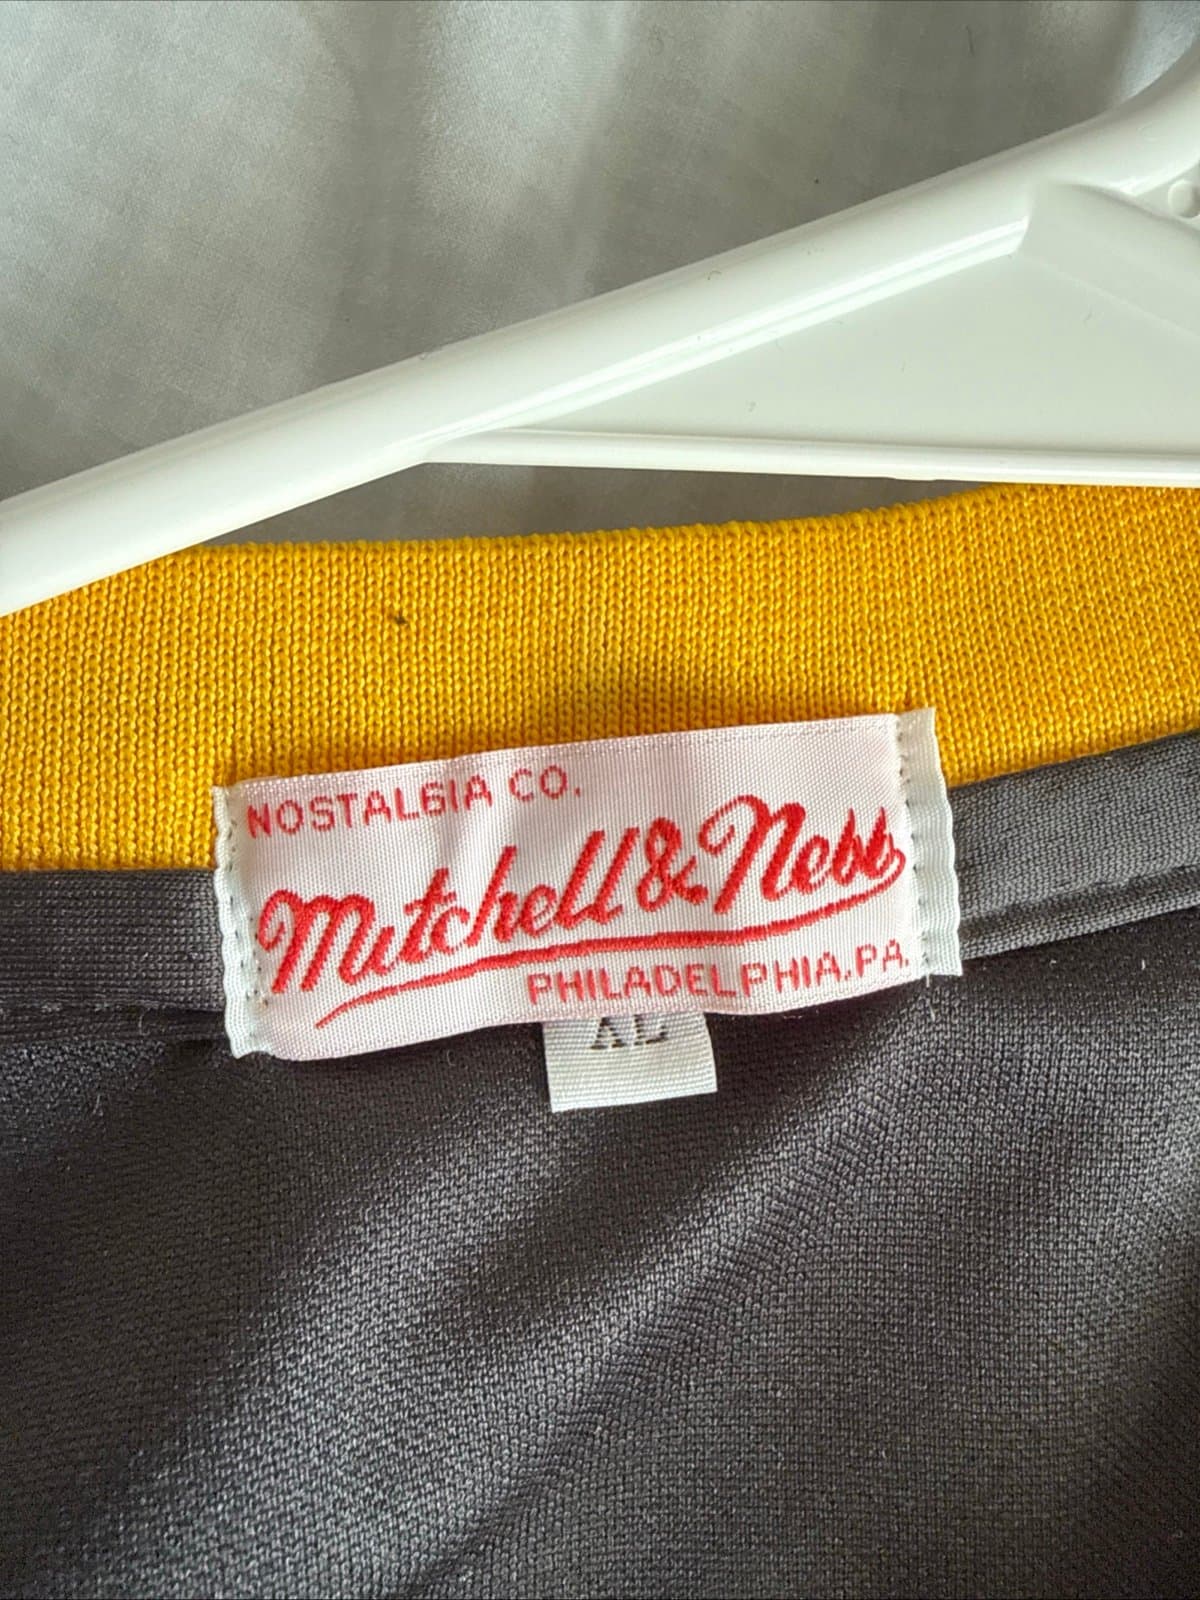 NOSTALGIA CO.
Mitchell & Ness
PHILADELPHIA, PA.
XL